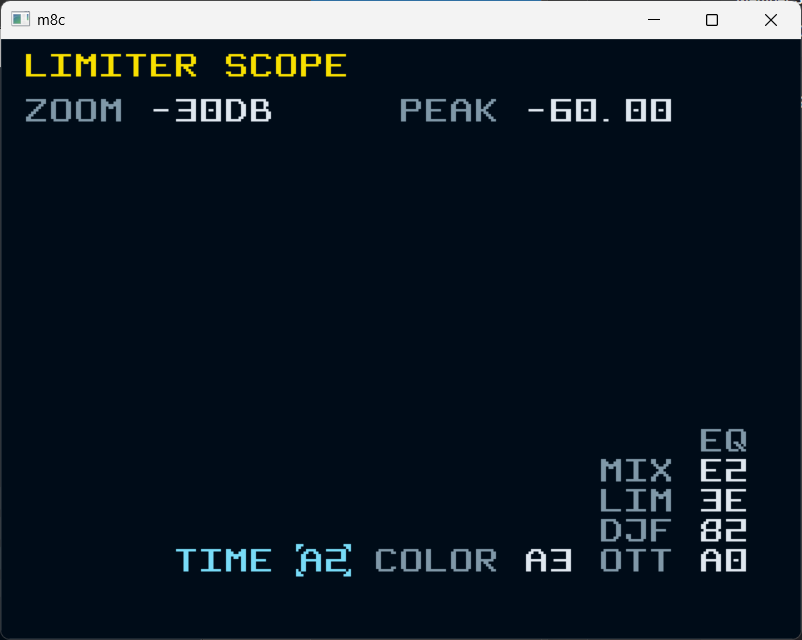 m8c
LIMITER SCOPE
ZOOM -30DB PEAK -60.00
EQ
MIX E2
LIM 3E
DJF 82
TIME A2 COLOR A3 OTT A0